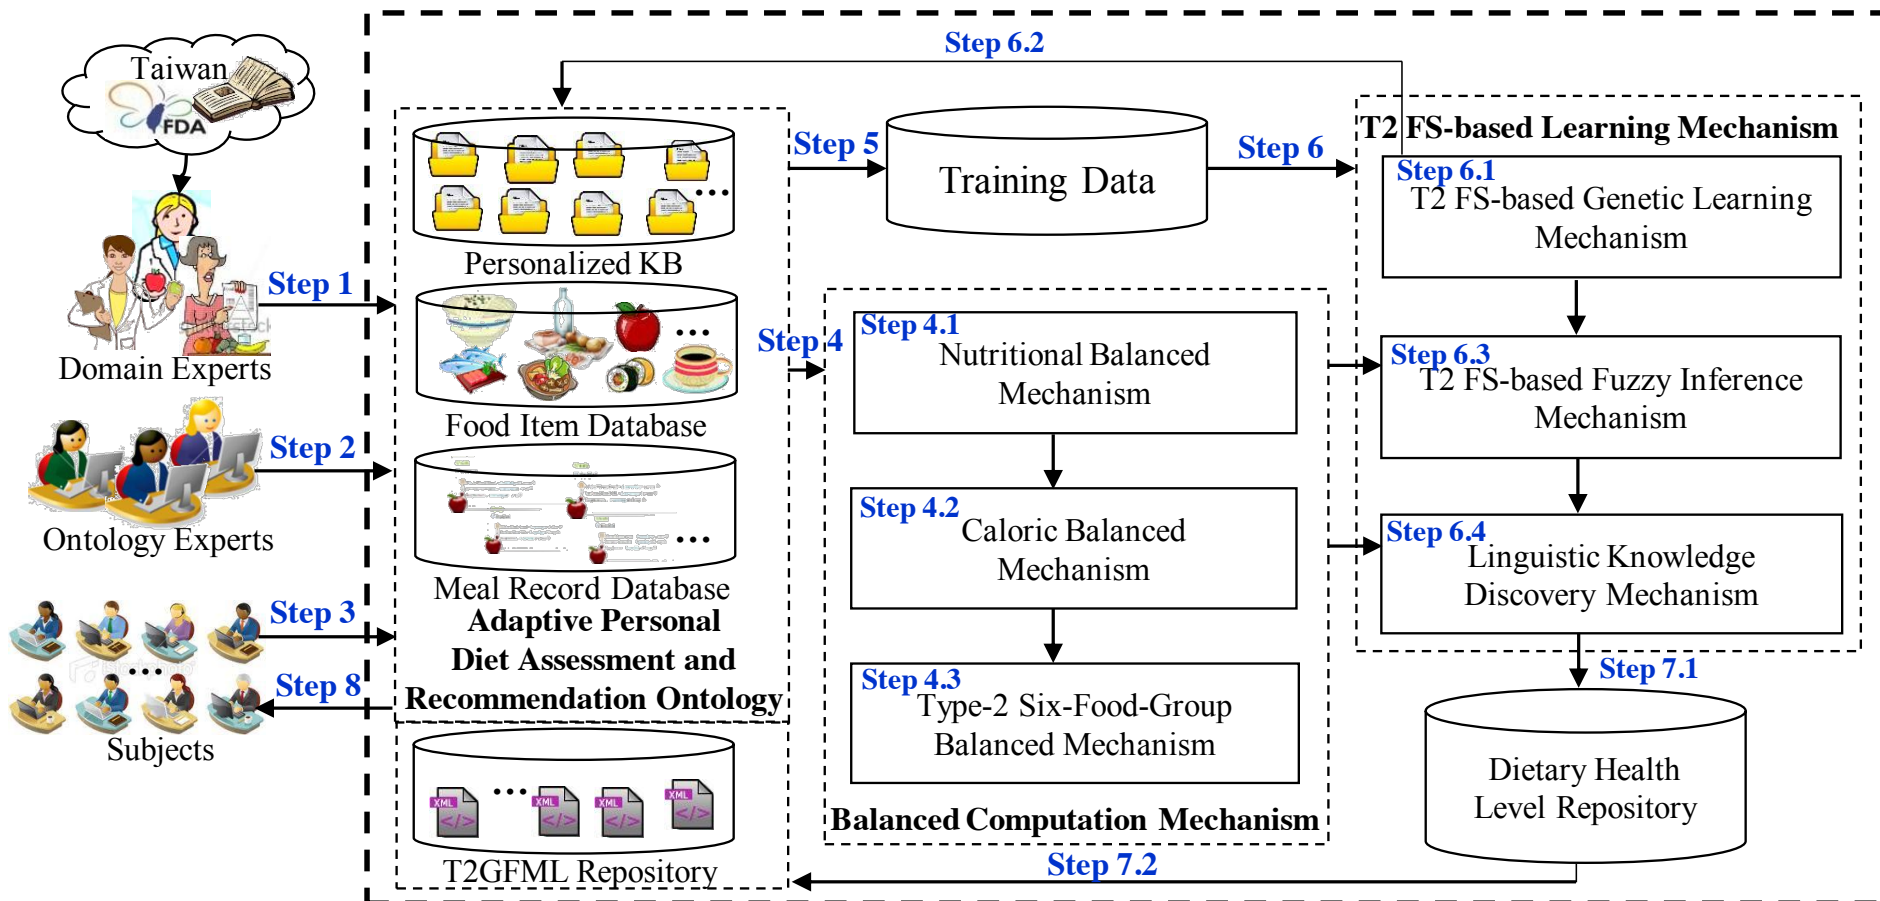 Taiwan
FDA
Step 6.2
Step 5
Training Data
Step 6
T2 FS-based Learning Mechanism
Step 6.1
T2 FS-based Genetic Learning
Mechanism
Personalized KB
Step 1
Domain Experts
Step 4
Food Item Database
Step 4.1
Nutritional Balanced
Mechanism
Step 6.3
T2 FS-based Fuzzy Inference
Mechanism
Step 2
Ontology Experts
Meal Record Database
Step 4.2
Caloric Balanced
Mechanism
Step 6.4
Linguistic Knowledge
Discovery Mechanism
Step 3
Adaptive Personal
Diet Assessment and
Recommendation Ontology
Step 8
Subjects
Step 4.3
Type-2 Six-Food-Group
Balanced Mechanism
Balanced Computation Mechanism
Step 7.1
Dietary Health
Level Repository
XML
XML
XML
XML
T2GFML Repository
Step 7.2